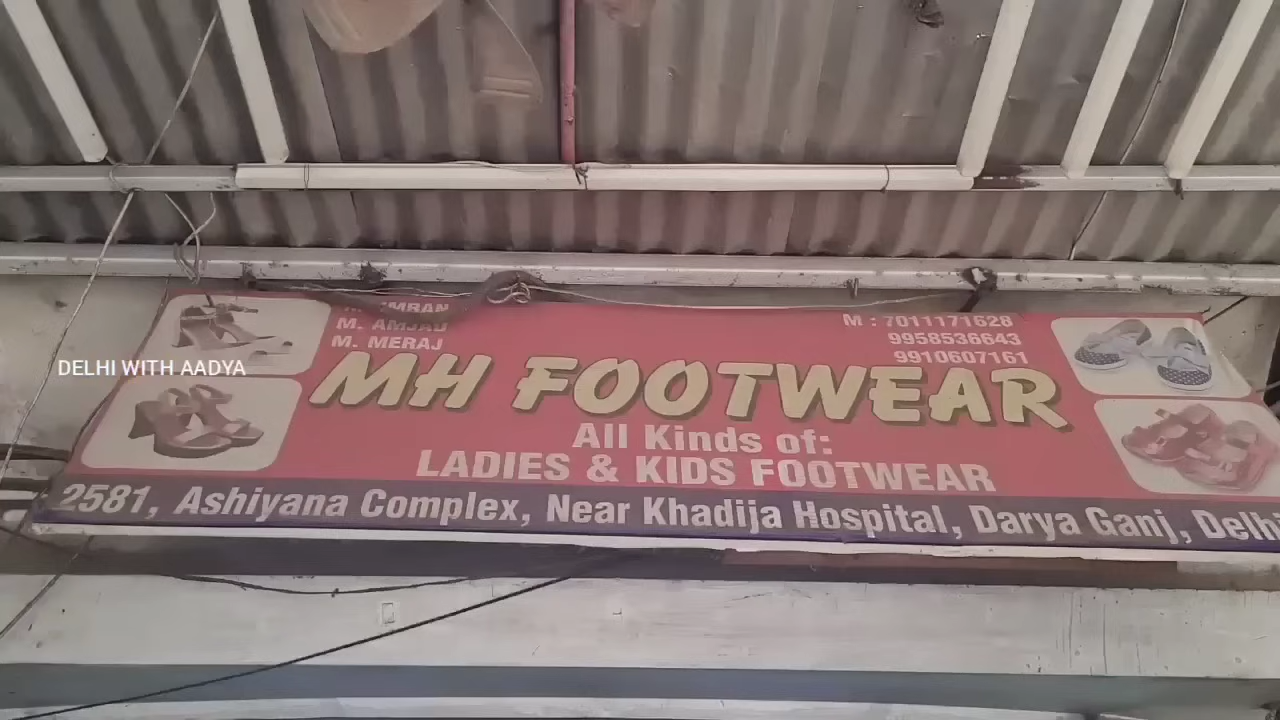 M. IMRAN
M. AMJAD
M. MERAJ
M : 7011171628
9958536643
9910607161
DELHI WITH AADYA
MH FOOTWEAR
All Kinds of:
LADIES & KIDS FOOTWEAR
2581, Ashiyana Complex, Near Khadija Hospital, Darya Ganj, Delhi